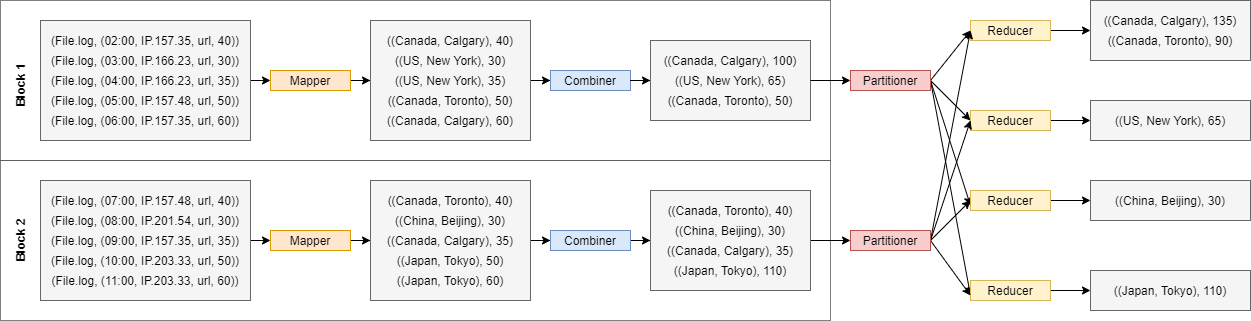 Block 1
(File.log, (02:00, IP.157.35, url, 40))
(File.log, (03:00, IP.166.23, url, 30))
(File.log, (04:00, IP.166.23, url, 35))
(File.log, (05:00, IP.157.48, url, 50))
(File.log, (06:00, IP.157.35, url, 60))
Mapper
((Canada, Calgary), 40)
((US, New York), 30)
((US, New York), 35)
((Canada, Toronto), 50)
((Canada, Calgary), 60)
Combiner
((Canada, Calgary), 100)
((US, New York), 65)
((Canada, Toronto), 50)
Partitioner
Block 2
(File.log, (07:00, IP.157.48, url, 40))
(File.log, (08:00, IP.201.54, url, 30))
(File.log, (09:00, IP.157.35, url, 35))
(File.log, (10:00, IP.203.33, url, 50))
(File.log, (11:00, IP.203.33, url, 60))
Mapper
((Canada, Toronto), 40)
((China, Beijing), 30)
((Canada, Calgary), 35)
((Japan, Tokyo), 50)
((Japan, Tokyo), 60)
Combiner
((Canada, Toronto), 40)
((China, Beijing), 30)
((Canada, Calgary), 35)
((Japan, Tokyo), 110)
Partitioner
Reducer
((Canada, Calgary), 135)
((Canada, Toronto), 90)
Reducer
((US, New York), 65)
Reducer
((China, Beijing), 30)
Reducer
((Japan, Tokyo), 110)